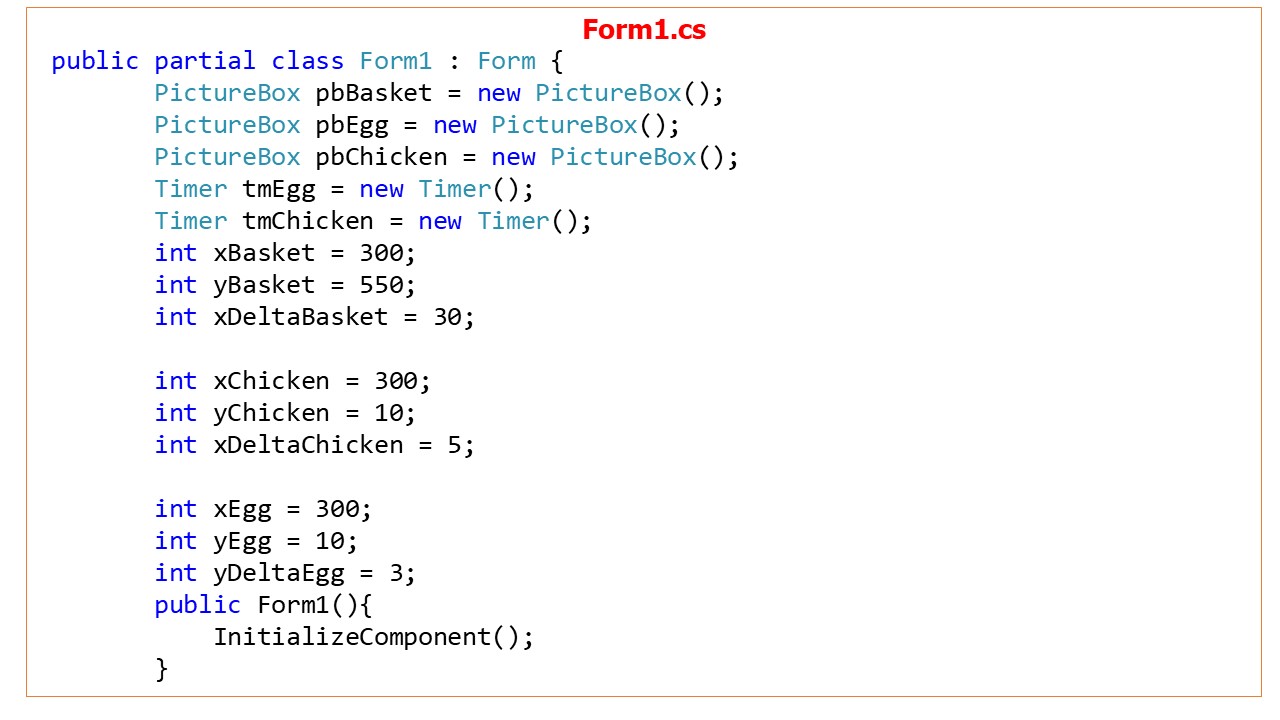 Form1.cs
public partial class Form1 : Form {
PictureBox pbBasket = new PictureBox();
PictureBox pbEgg = new PictureBox();
PictureBox pbChicken = new PictureBox();
Timer tmEgg = new Timer();
Timer tmChicken = new Timer();
int xBasket = 300;
int yBasket = 550;
int xDeltaBasket = 30;
int xChicken = 300;
int yChicken = 10;
int xDeltaChicken = 5;
int xEgg = 300;
int yEgg = 10;
int yDeltaEgg = 3;
public Form1(){
InitializeComponent();
}